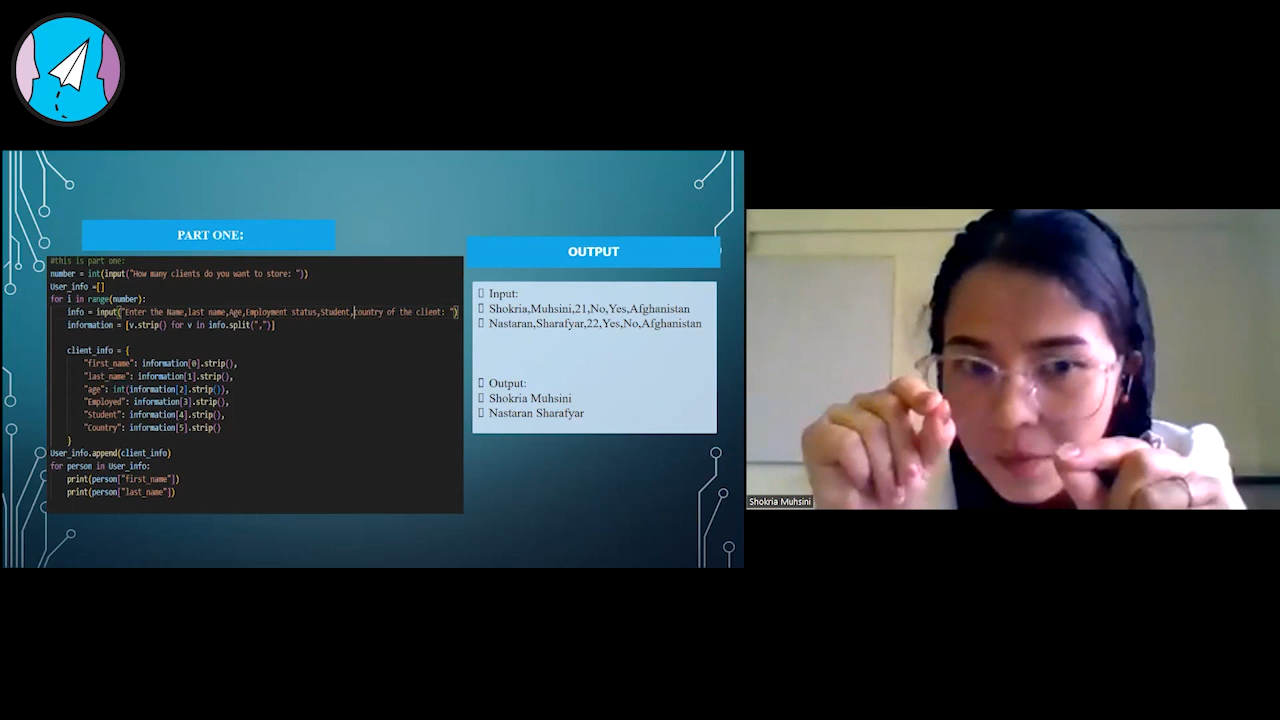 PART ONE:
#this is part one:
number = int(input("How many clients do you want to store: "))
User_info =[]
for i in range(number):
info = input("Enter the Name,last name,Age,Employment status,Student,country of the client: ")
information = [v.strip() for v in info.split(",")]
client_info = {
"first_name": information[0].strip(),
"last_name": information[1].strip(),
"age": int(information[2].strip()),
"Employed": information[3].strip(),
"Student": information[4].strip(),
"Country": information[5].strip()
}
User_info.append(client_info)
for person in User_info:
print(person["first_name"])
print(person["last_name"])
OUTPUT
Input:
Shokria,Muhsini,21,No,Yes,Afghanistan
Nastaran,Sharafyar,22,Yes,No,Afghanistan
Output:
Shokria Muhsini
Nastaran Sharafyar
Shokria Muhsini